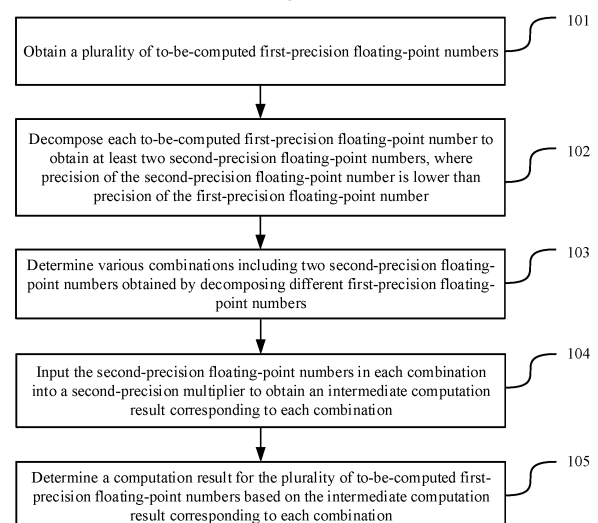 101
Obtain a plurality of to-be-computed first-precision floating-point numbers
102
Decompose each to-be-computed first-precision floating-point number to
obtain at least two second-precision floating-point numbers, where
precision of the second-precision floating-point number is lower than
precision of the first-precision floating-point number
103
Determine various combinations including two second-precision floating-
point numbers obtained by decomposing different first-precision floating-
point numbers
104
Input the second-precision floating-point numbers in each combination
into a second-precision multiplier to obtain an intermediate computation
result corresponding to each combination
105
Determine a computation result for the plurality of to-be-computed first-
precision floating-point numbers based on the intermediate computation
result corresponding to each combination